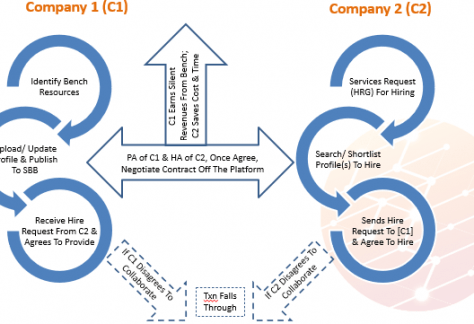 Company 1 (C1)
Company 2 (C2)
Identify Bench
Resources
C1 Earns Silent
Revenues From Bench;
C2 Saves Cost & Time
Services Request
(HRG) For Hiring
pload/ Update
rofile & Publish
To SBB
PA of C1 & HA of C2, Once Agree,
Negotiate Contract Off The Platform
Search/ Shortlist
Profile(s) To Hire
Receive Hire
Request From C2 &
Agrees To Provide
Sends Hire
Request To [C1]
& Agree To Hire
If C1 Disagrees To
Collaborate
Txn Falls
Through
If C2 Disagrees To
Collaborate